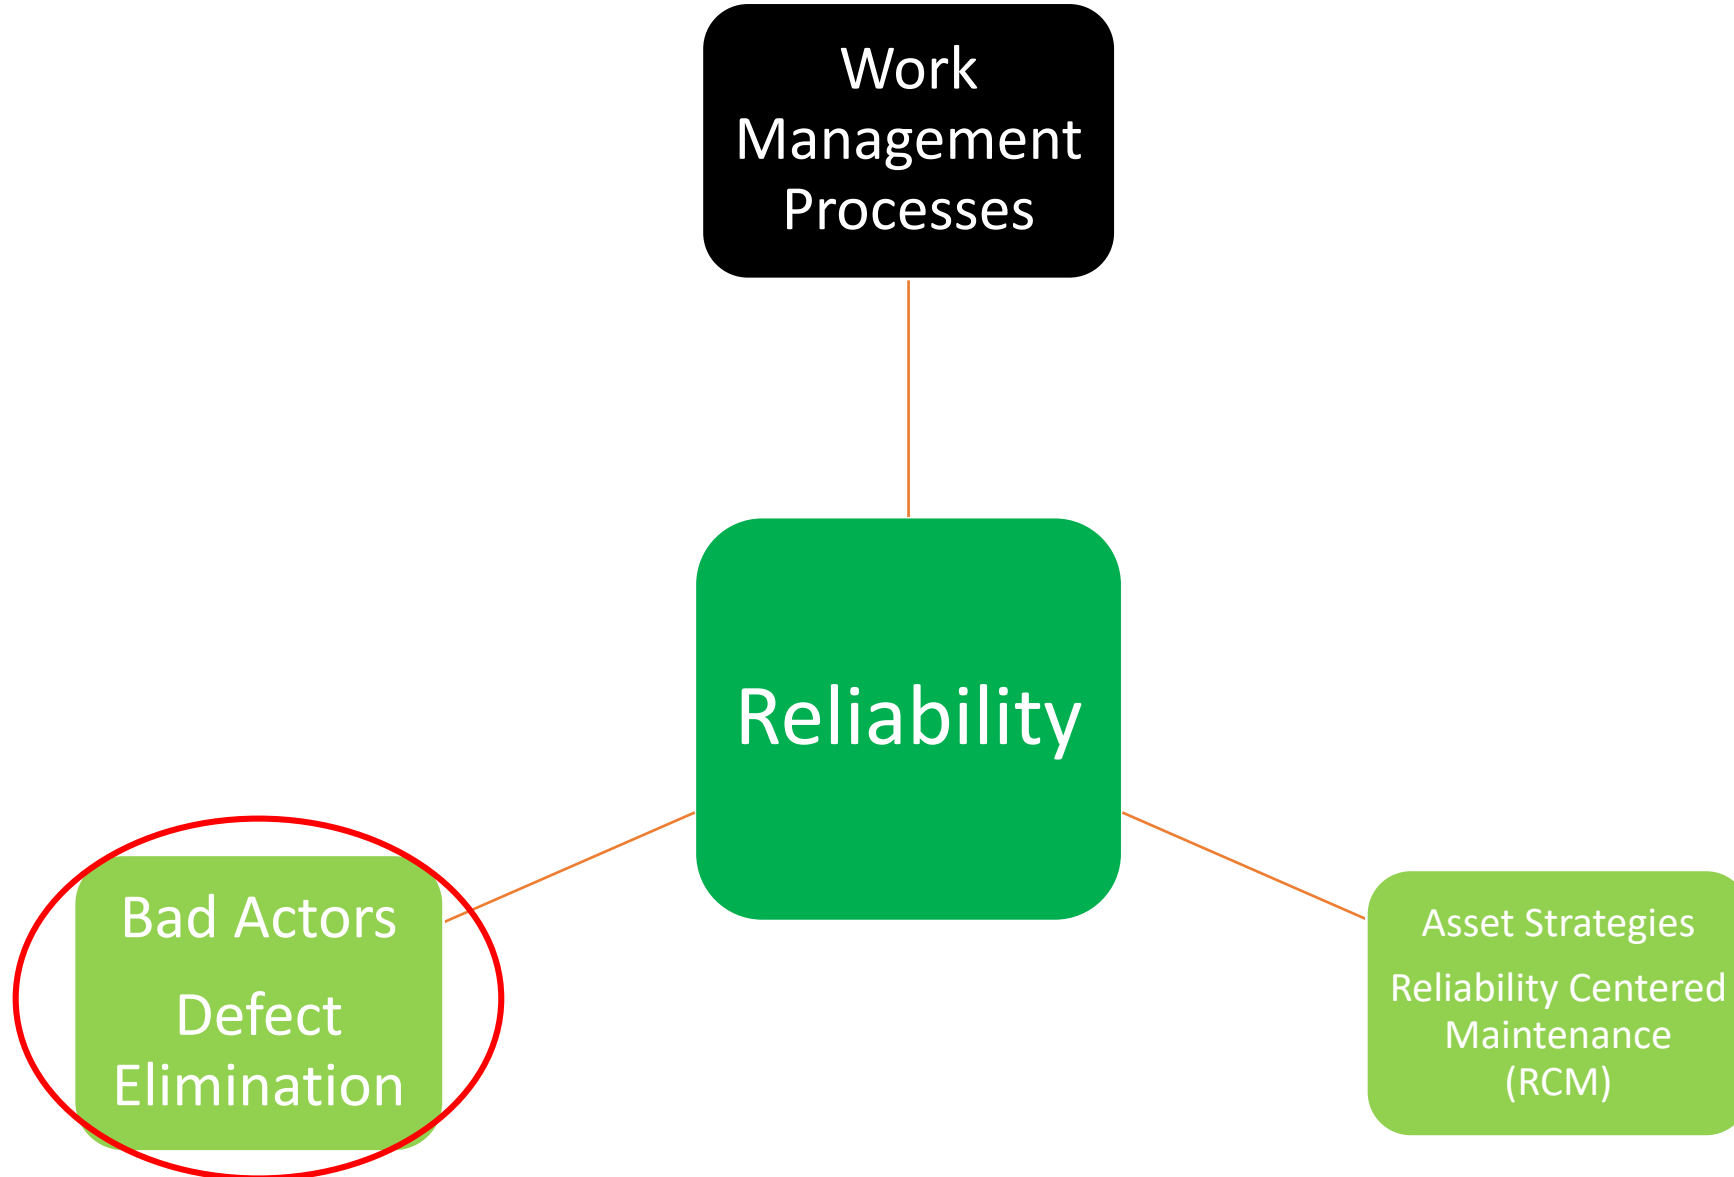 Work
Management
Processes
Reliability
Bad Actors
Defect
Elimination
Asset Strategies
Reliability Centered
Maintenance
(RCM)